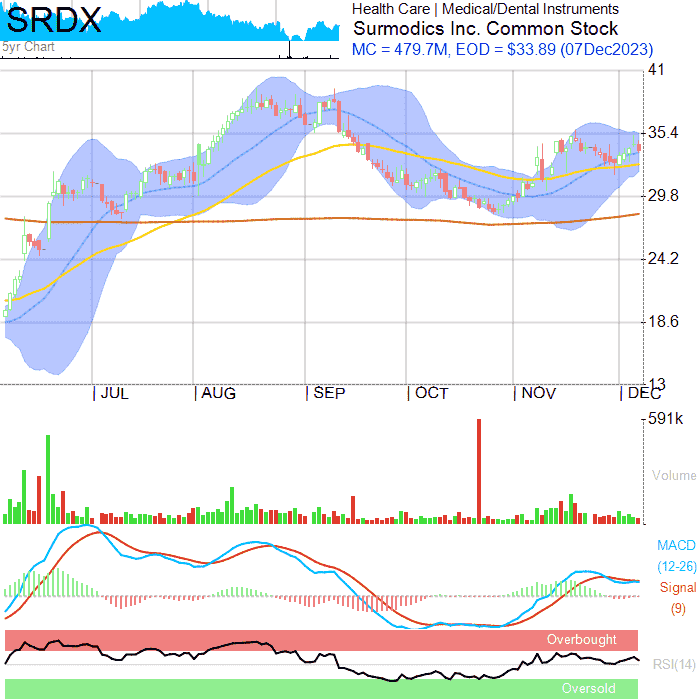 SRDX
5yr Chart
Health Care | Medical/Dental Instruments
Surmodics Inc. Common Stock
MC = 479.7M, EOD = $33.89 (07Dec2023)
41
35.4
29.8
24.2
18.6
13
JUL AUG SEP OCT NOV DEC
591k
Volume
MACD
(12-26)
Signal
(9)
Overbought
RSI(14)
Oversold